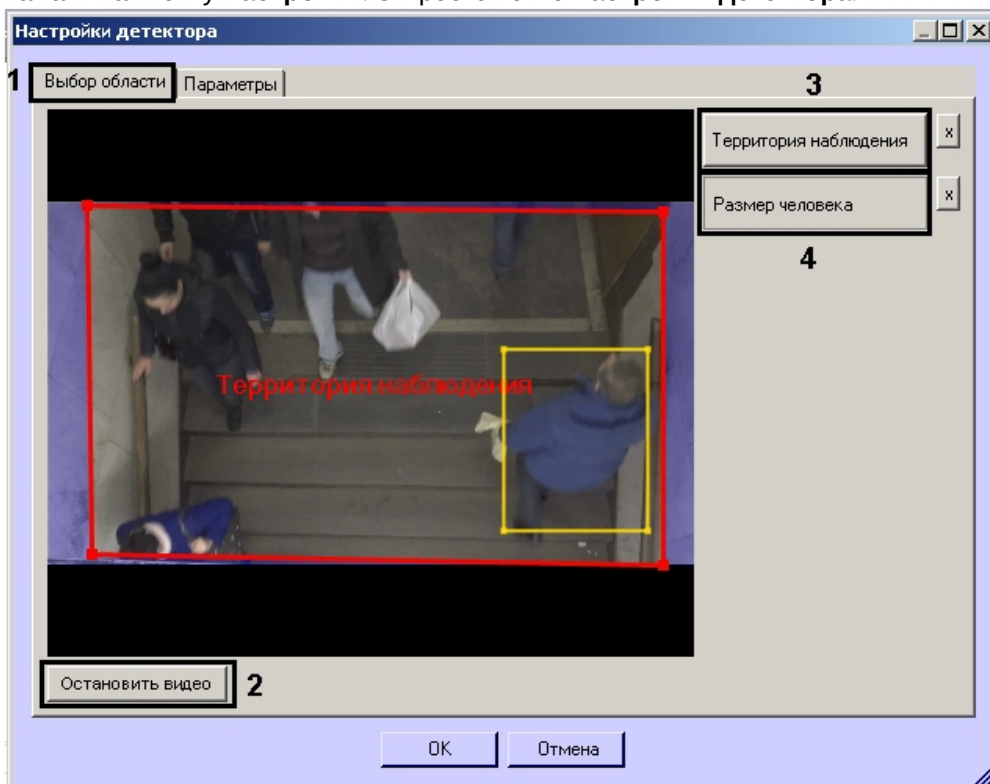 Настройки детектора
1
Выбор области
Параметры
3
Территория наблюдения
x
Размер человека
x
4
Территория наблюдения
Остановить видео
2
OK
Отмена